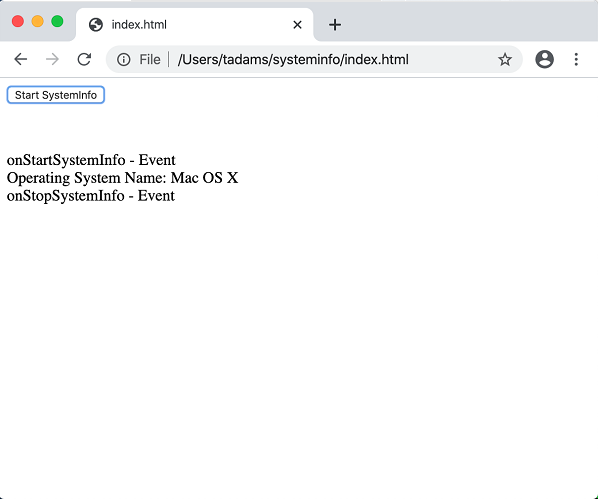 index.html
File
/Users/tadams/systeminfo/index.html
Start SystemInfo
onStartSystemInfo - Event
Operating System Name: Mac OS X
onStopSystemInfo - Event